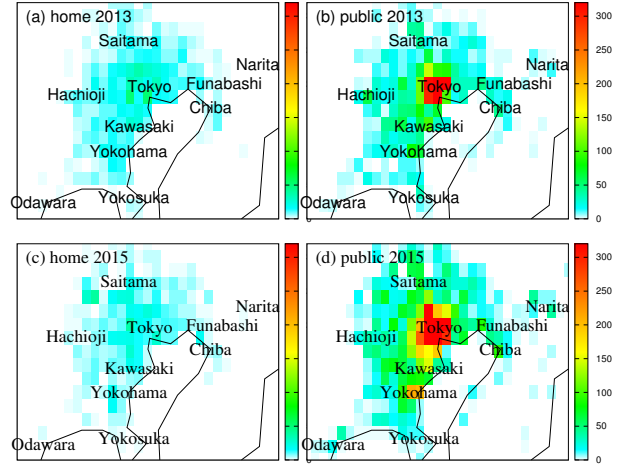 (a) home 2013
Saitama
Tokyo
Funabashi
Narita
Hachioji
Chiba
Kawasaki
Yokohama
Odawara
Yokosuka
(b) public 2013
Saitama
Tokyo
Funabashi
Narita
Hachioji
Chiba
Kawasaki
Yokohama
Odawara
Yokosuka
300
250
200
150
100
50
0
(c) home 2015
Saitama
Tokyo
Funabashi
Narita
Hachioji
Chiba
Kawasaki
Yokohama
Odawara
Yokosuka
(d) public 2015
Saitama
Tokyo
Funabashi
Narita
Hachioji
Chiba
Kawasaki
Yokohama
Odawara
Yokosuka
300
250
200
150
100
50
0